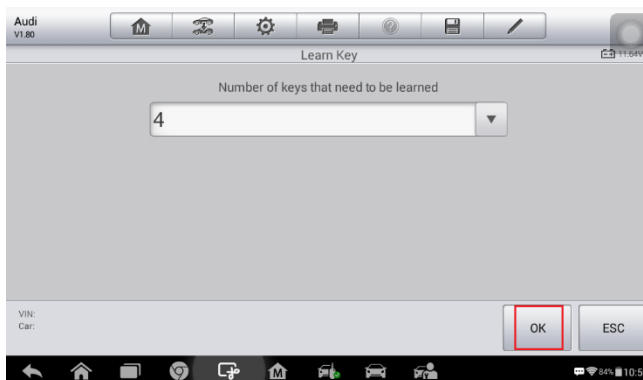 Audi
V1.80
M
?
Learn Key
11.64V
Number of keys that need to be learned
4
VIN:
Car:
OK
ESC
M
84%